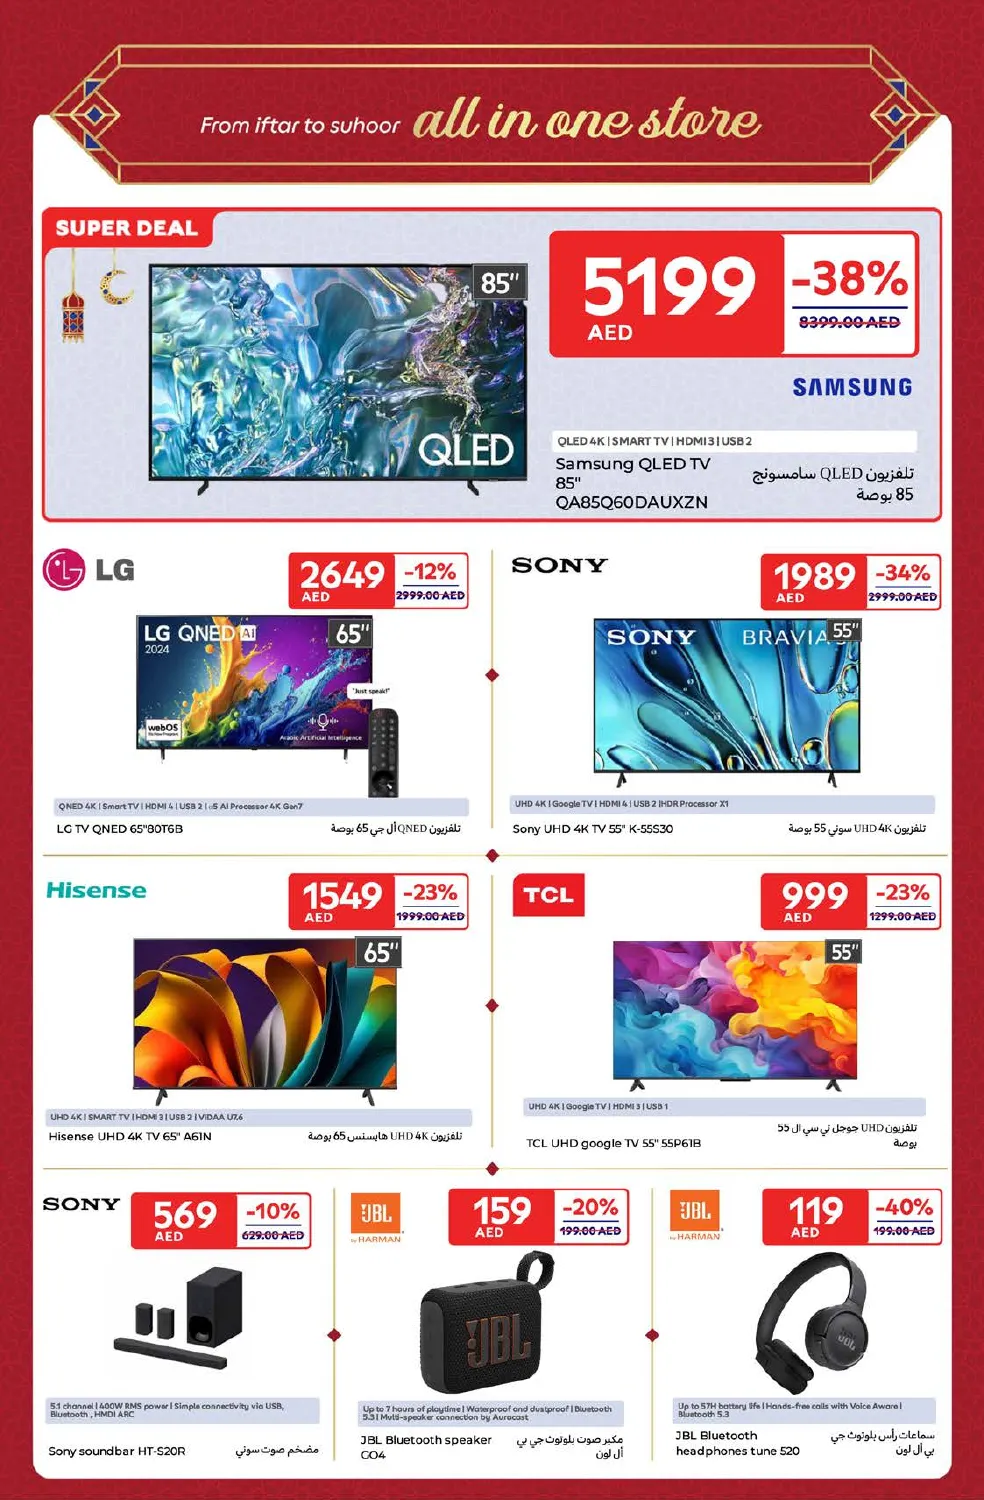 From iftar to suhoor all in one store
SUPER DEAL
85"
QLED
5199
AED
-38%
8399.00 AED
SAMSUNG
QLED 4K | SMART TV | HDMI 3 | USB 2
Samsung QLED TV
85"
QA85Q60DAUXZN
تلفزيون QLED سامسونج
85 بوصة
LG
2649
AED
-12%
2999.00 AED
LG QNED AI
2024
65"
"Just speak!"
webOS
Arabic Artificial Intelligence
QNED 4K | Smart TV | HDMI 4 | USB 2 | α5 AI Processor 4K Gen7
LG TV QNED 65"80T6B
تلفزيون QNED أل جي 65 بوصة
SONY
1989
AED
-34%
2999.00 AED
SONY
BRAVIA
55"
UHD 4K | Google TV | HDMI 4 | USB 2 |HDR Processor X1
Sony UHD 4K TV 55" K-55S30
تلفزيون UHD 4K سوني 55 بوصة
Hisense
1549
AED
-23%
1999.00 AED
65"
UHD 4K | SMART TV | HDMI 3 | USB 2 | VIDAA U7.6
Hisense UHD 4K TV 65" A61N
تلفزيون UHD 4K هايسنس 65 بوصة
TCL
999
AED
-23%
1299.00 AED
55"
UHD 4K | Google TV | HDMI 3 | USB 1
TCL UHD google TV 55" 55P61B
تلفزيون UHD جوجل تي سي ال 55
بوصة
SONY
569
AED
-10%
629.00 AED
5.1 channel | 400W RMS power | Simple connectivity via USB,
Bluetooth , HMDI ARC
Sony soundbar HT-S20R
مضخم صوت سوني
JBL
by HARMAN
159
AED
-20%
199.00 AED
JBL
Up to 7 hours of playtime | Waterproof and dustproof | Bluetooth
5.3 | Multi-speaker connection by Auracast
JBL Bluetooth speaker
GO4
مكبر صوت بلوتوث جي بي
أل لون
JBL
by HARMAN
119
AED
-40%
199.00 AED
JBL
Up to 57H battery life | Hands-free calls with Voice Aware |
Bluetooth 5.3
JBL Bluetooth
headphones tune 520
سماعات رأس بلوتوث جي
بي أل لون